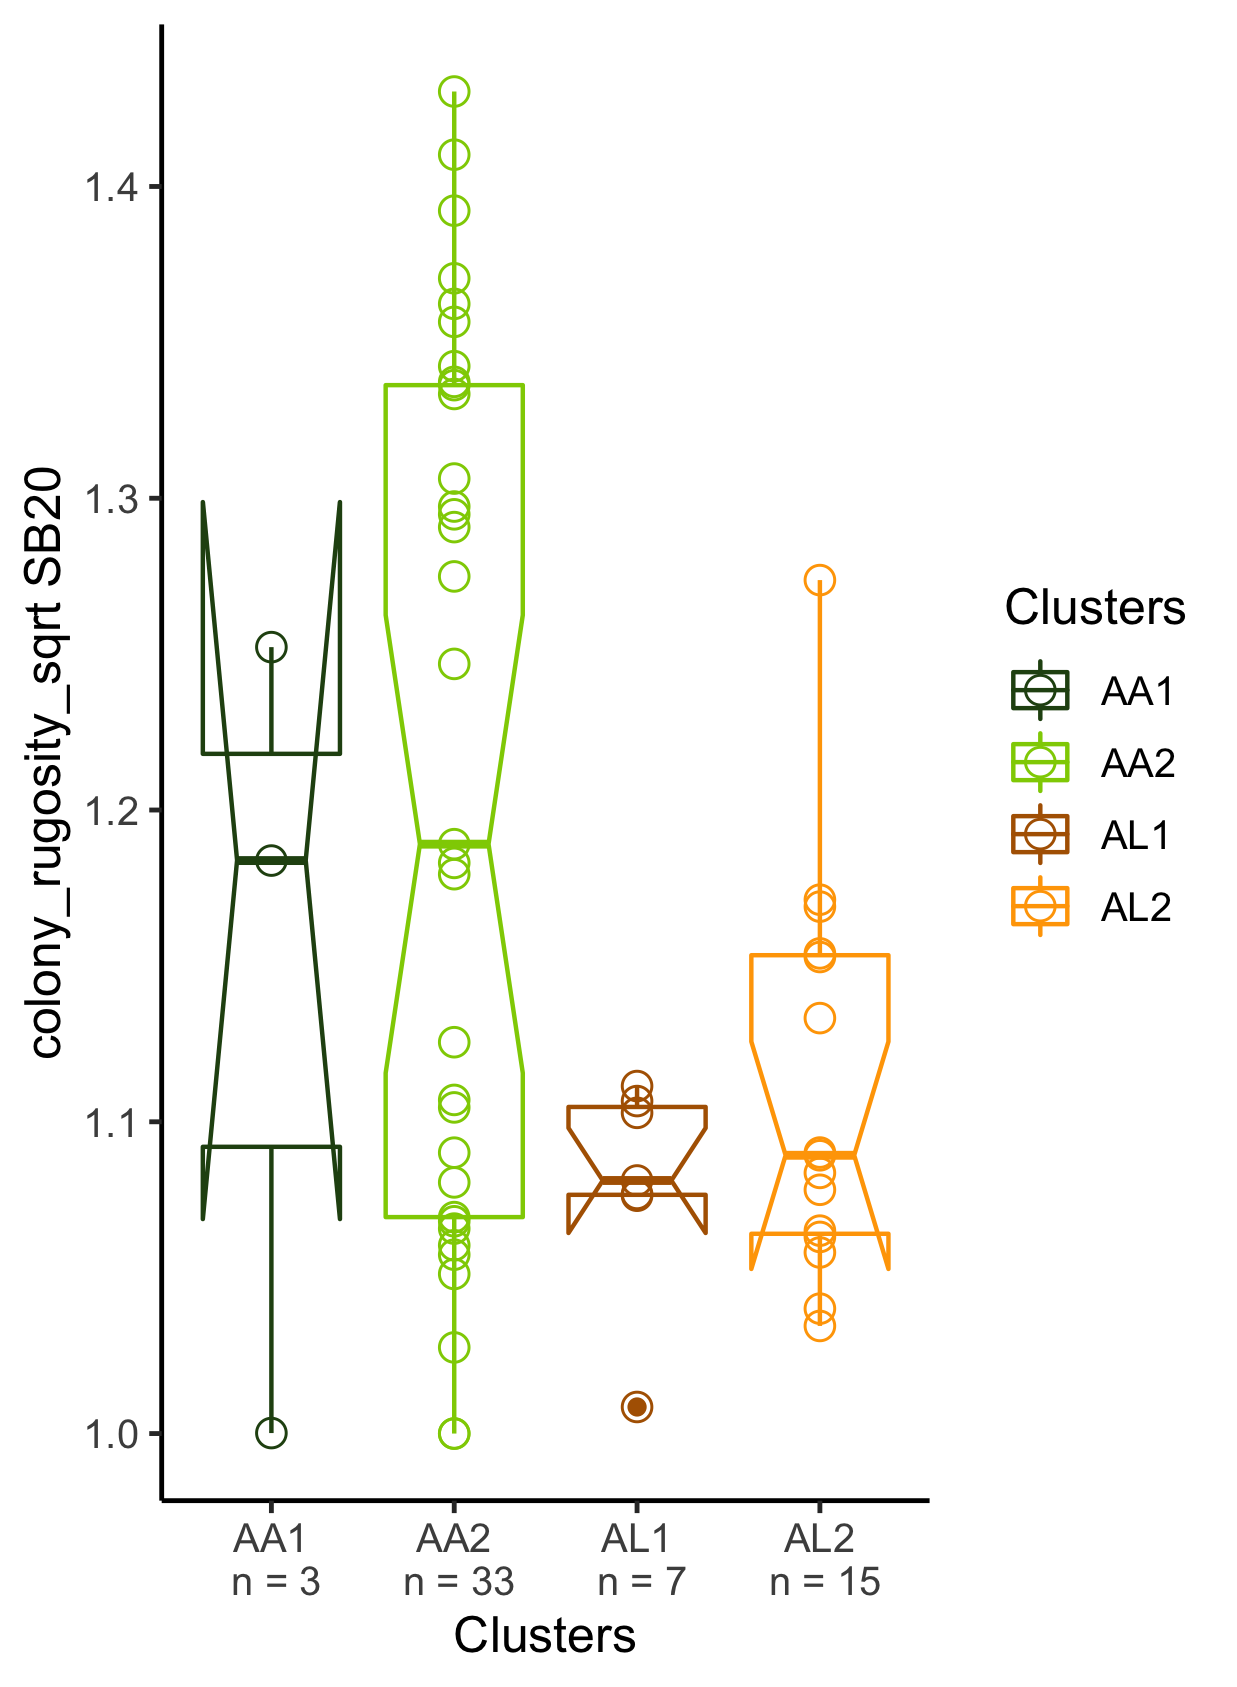 colony_rugosity_sqrt SB20
1.4
1.3
1.2
1.1
1.0
AA1
n = 3
AA2
n = 33
AL1
n = 7
AL2
n = 15
Clusters
Clusters
AA1
AA2
AL1
AL2